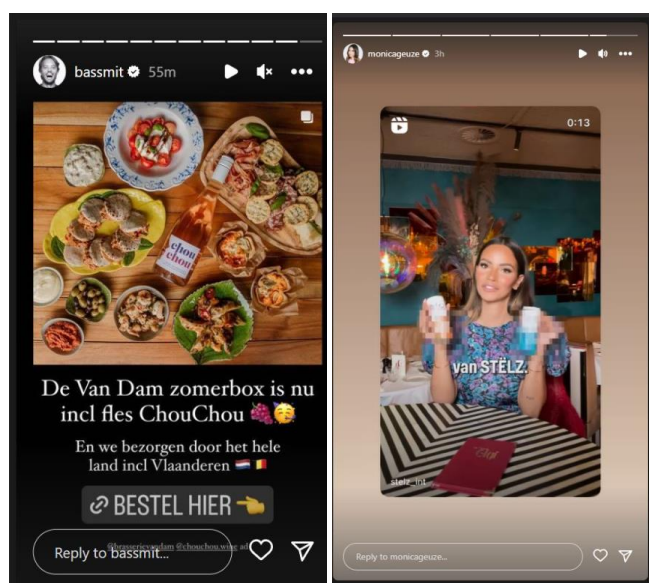 bassmit 55m
chou
chou
De Van Dam zomerbox is nu
incl fles ChouChou 🍇🥳
En we bezorgen door het hele
land incl Vlaanderen 🇳🇱🇧🇪
BESTEL HIER 👈
@brasserievandam @chouchou.wine ad
Reply to bassmit...
monicageuze 3h
0:13
van STËLZ.
stelz_int
Reply to monicageuze...